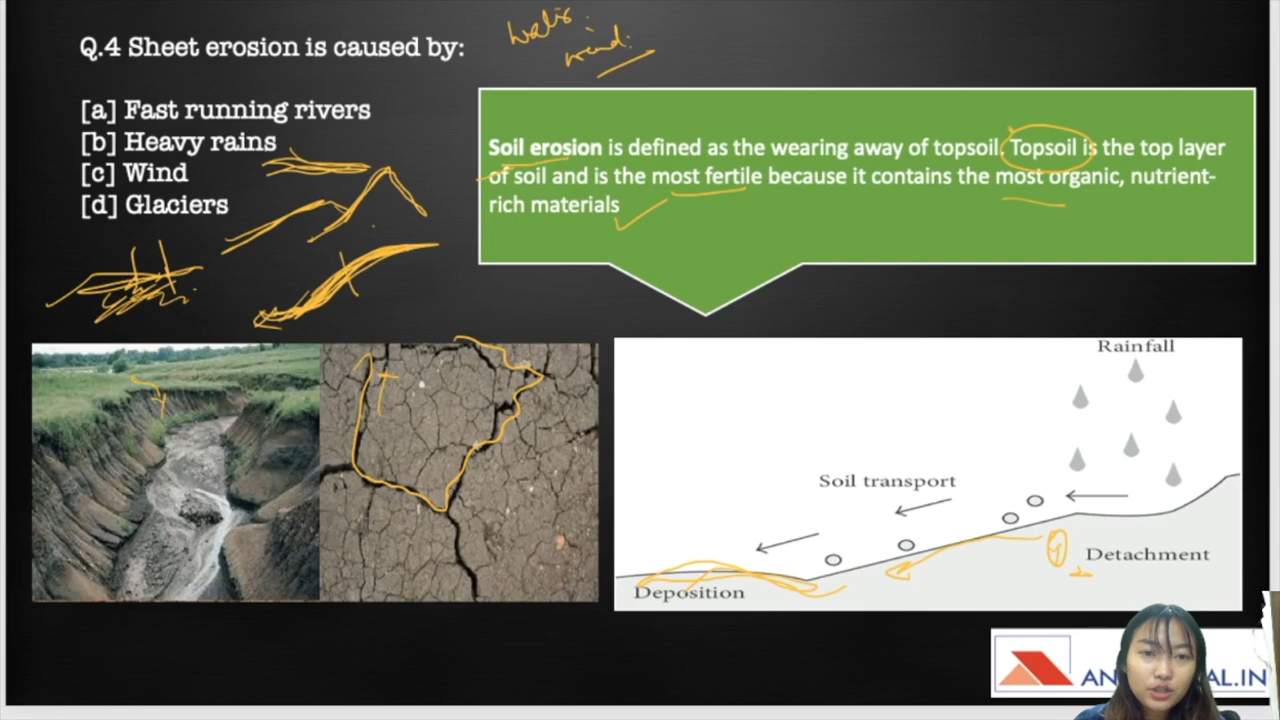 Q.4 Sheet erosion is caused by:
[a] Fast running rivers
[b] Heavy rains
[c] Wind
[d] Glaciers
Soil erosion is defined as the wearing away of topsoil. Topsoil is the top layer
of soil and is the most fertile because it contains the most organic, nutrient-
rich materials
Rainfall
Soil transport
Detachment
Deposition